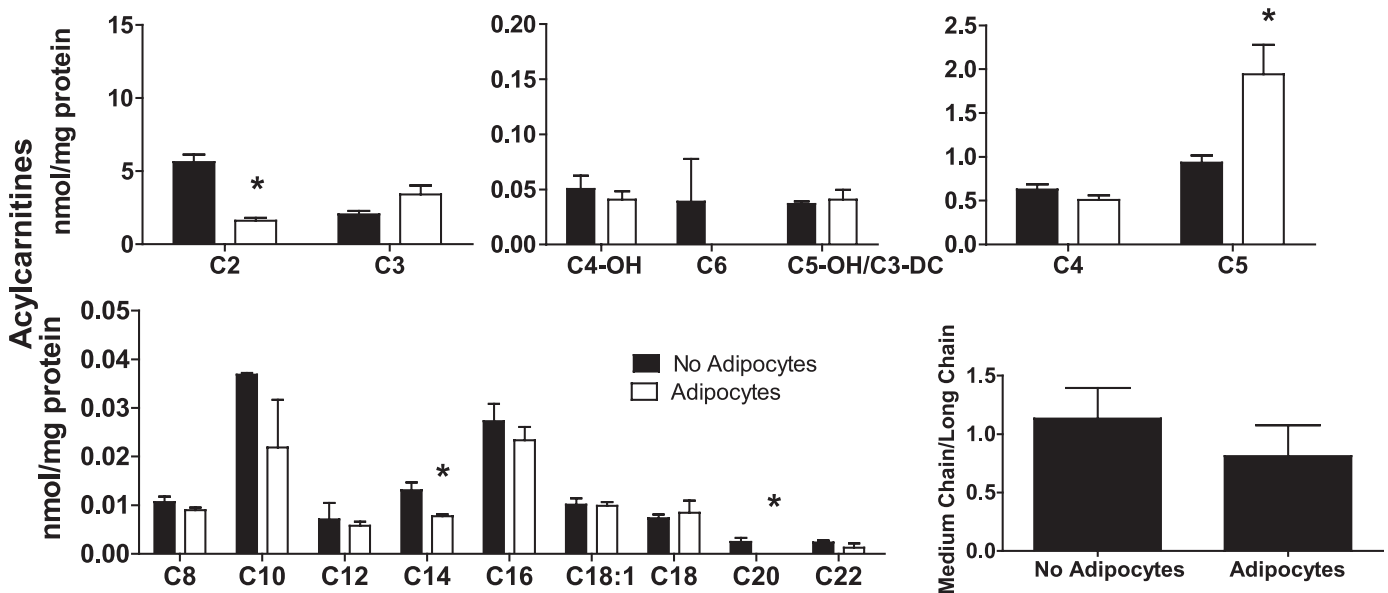 Acylcarnitines
nmol/mg protein
15
10
5
0
*
C2
C3
0.20
0.15
0.10
0.05
0.00
C4-OH
C6
C5-OH/C3-DC
2.5
2.0
1.5
1.0
0.5
0.0
*
C4
C5
nmol/mg protein
0.05
0.04
0.03
0.02
0.01
0.00
No Adipocytes
Adipocytes
*
*
C8
C10
C12
C14
C16
C18:1
C18
C20
C22
Medium Chain/Long Chain
1.5
1.0
0.5
0.0
No Adipocytes
Adipocytes